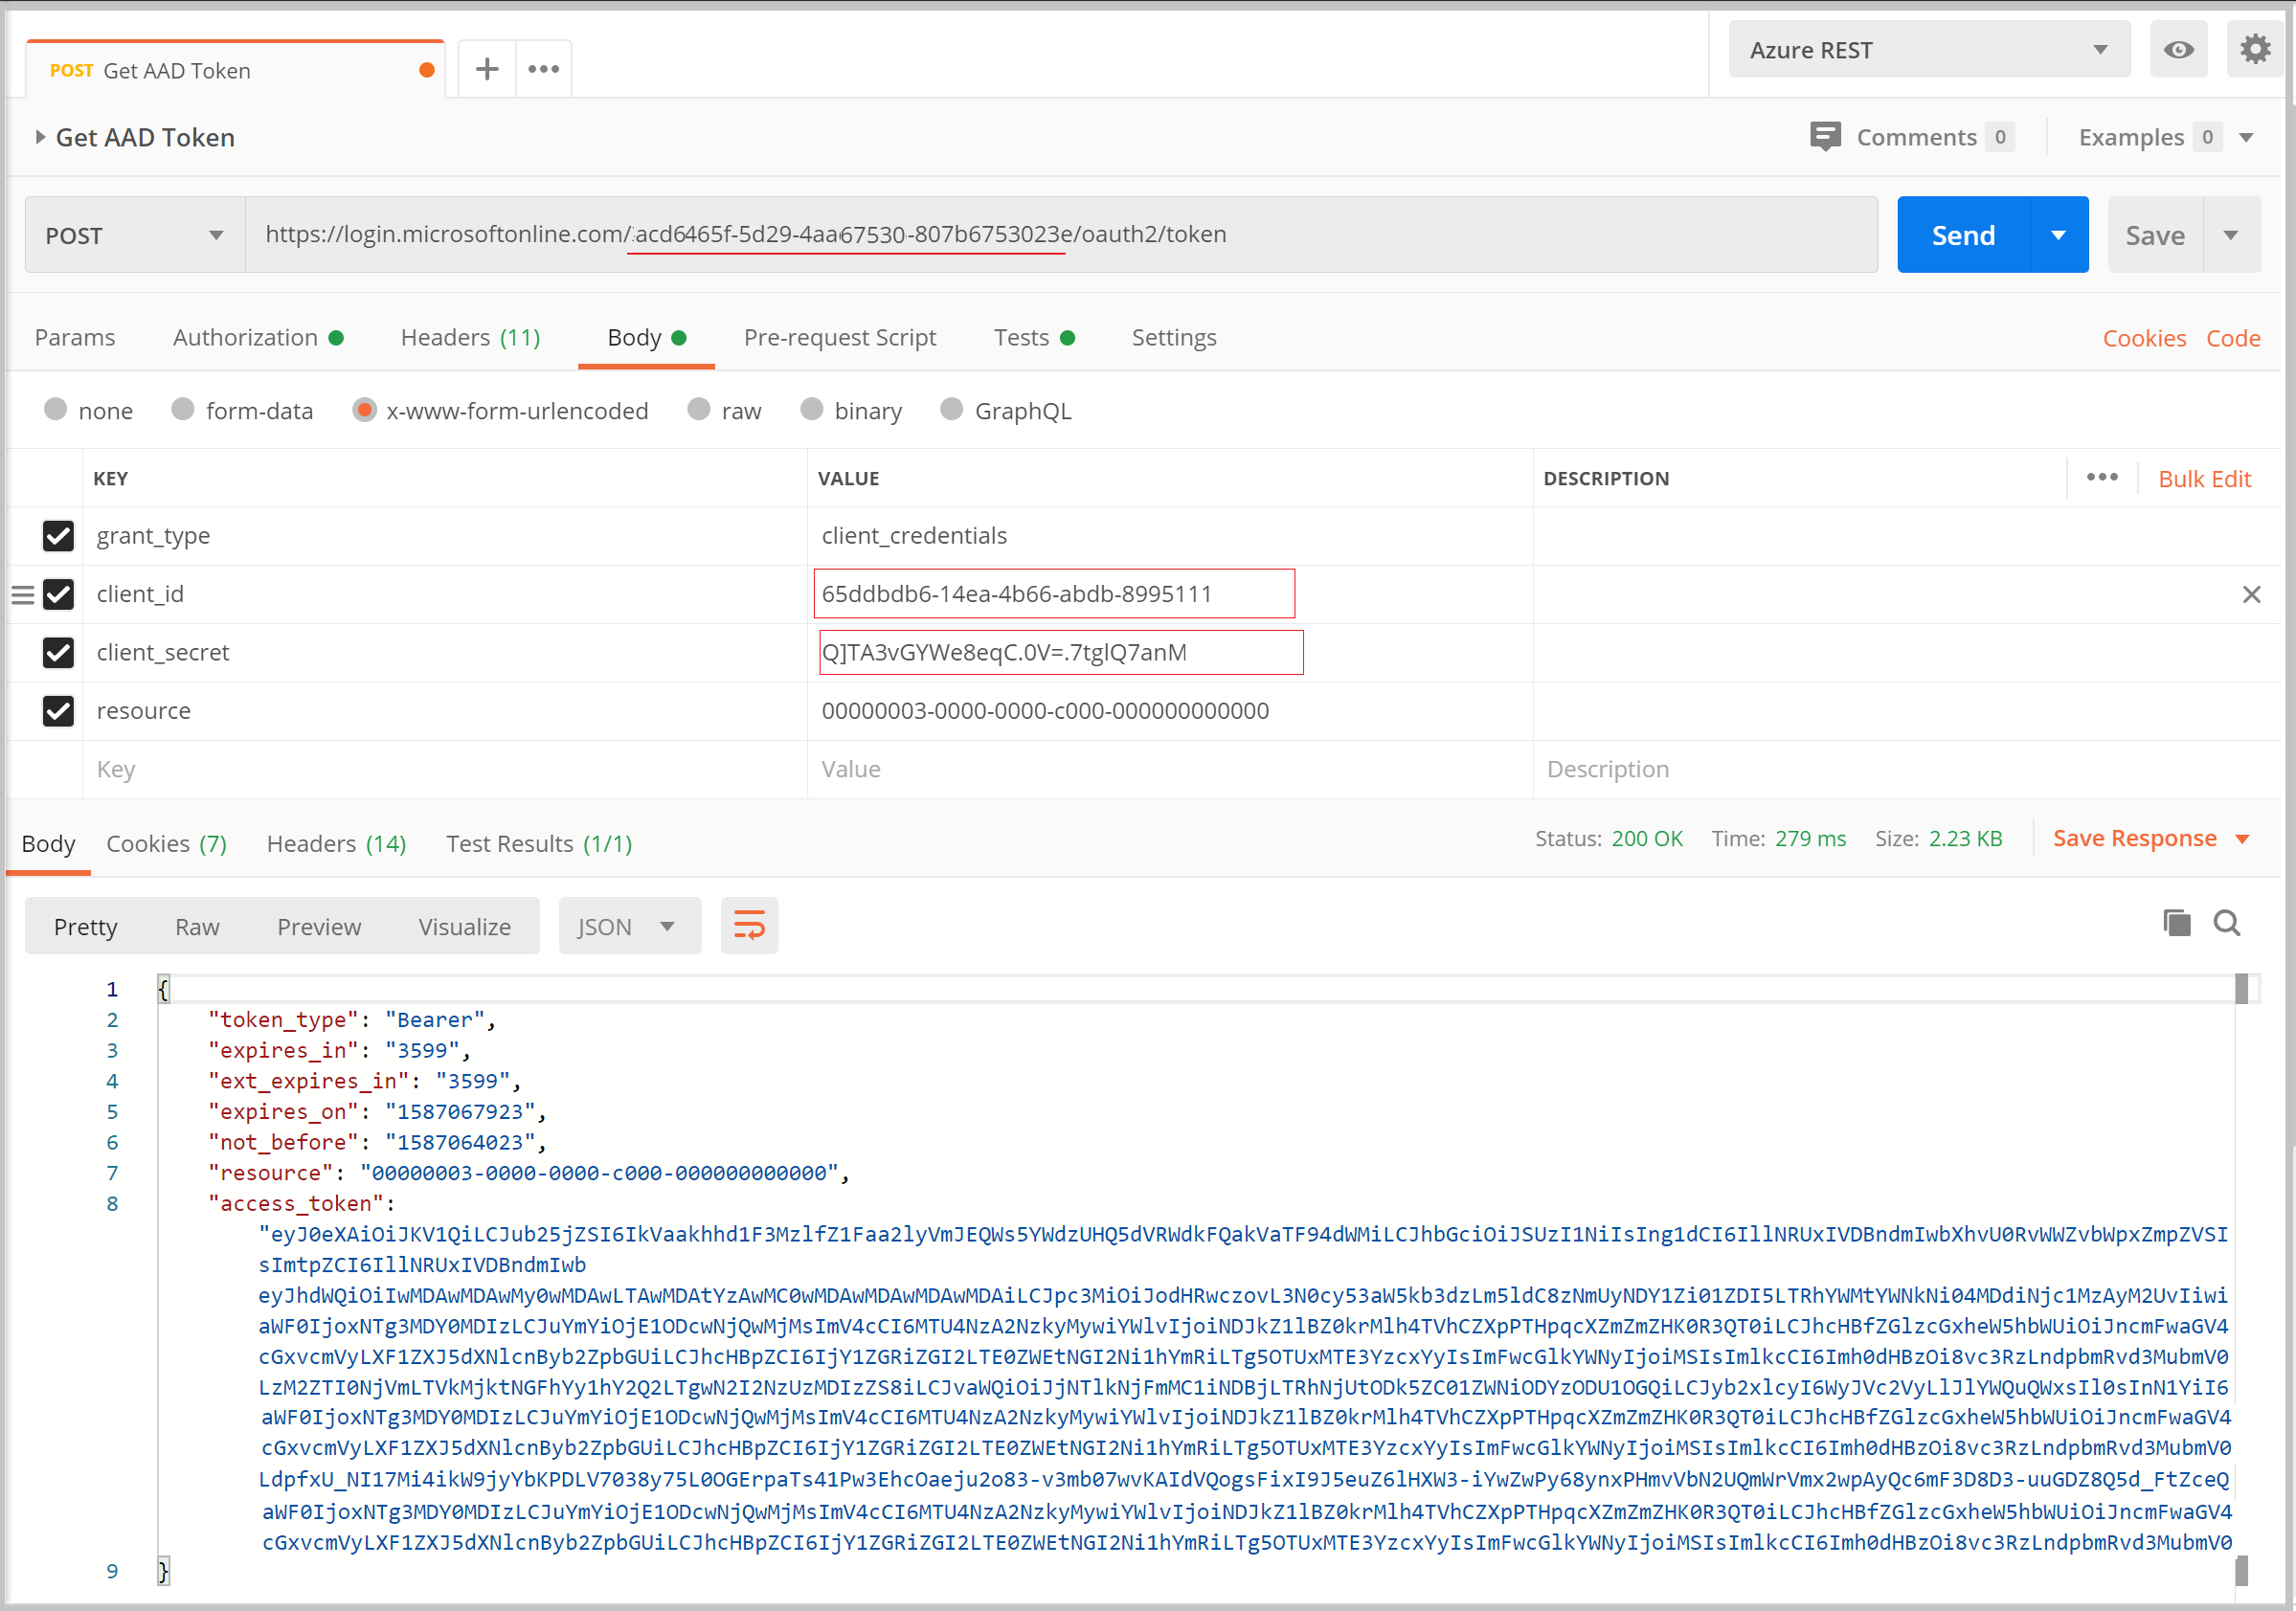 POST Get AAD Token
Azure REST
Get AAD Token
Comments 0
Examples 0
POST
https://login.microsoftonline.com/acd6465f-5d29-4aa67530-807b6753023e/oauth2/token
Send
Save
Params
Authorization
Headers (11)
Body
Pre-request Script
Tests
Settings
Cookies
Code
none
form-data
x-www-form-urlencoded
raw
binary
GraphQL
KEY
VALUE
DESCRIPTION
Bulk Edit
grant_type
client_credentials
client_id
65ddbdb6-14ea-4b66-abdb-8995111
client_secret
Q]TA3vGYWe8eqC.0V=.7tglQ7anM
resource
00000003-0000-0000-c000-000000000000
Key
Value
Description
Body
Cookies (7)
Headers (14)
Test Results (1/1)
Status: 200 OK
Time: 279 ms
Size: 2.23 KB
Save Response
Pretty
Raw
Preview
Visualize
JSON
1 {
2 "token_type": "Bearer",
3 "expires_in": "3599",
4 "ext_expires_in": "3599",
5 "expires_on": "1587067923",
6 "not_before": "1587064023",
7 "resource": "00000003-0000-0000-c000-000000000000",
8 "access_token":
"eyJ0eXAiOiJKV1QiLCJub25jZSI6IkVaakhhd1F3MzlfZ1Faa2lyVmJEQWs5YWdzUHQ5dVRWdkFQakVaTF94dWMiLCJhbGciOiJSUzI1NiIsIng1dCI6IllNRUxIVDBndmIwbXhvU0RvWWZvbWpxZmpZVSI
sImtpZCI6IllNRUxIVDBndmIwb
eyJhdWQiOiIwMDAwMDAwMy0wMDAwLTAwMDAtYzAwMC0wMDAwMDAwMDAwMDAiLCJpc3MiOiJodHRwczovL3N0cy53aW5kb3dzLm5ldC8zNmUyNDY1Zi01ZDI5LTRhYWMtYWNkNi04MDdiNjc1MzAyM2UvIiwi
aWF0IjoxNTg3MDY0MDIzLCJuYmYiOjE1ODcwNjQwMjMsImV4cCI6MTU4NzA2NzkyMywiYWlvIjoiNDJkZ1lBZ0krMlh4TVhCZXpPTHpqcXZmZmZHK0R3QT0iLCJhcHBfZGlzcGxheW5hbWUiOiJncmFwaGV4
cGxvcmVyLXF1ZXJ5dXNlcnByb2ZpbGUiLCJhcHBpZCI6IjY1ZGRiZGI2LTE0ZWEtNGI2Ni1hYmRiLTg5OTUxMTE3YzcxYyIsImFwcGlkYWNyIjoiMSIsImlkcCI6Imh0dHBzOi8vc3RzLndpbmRvd3MubmV0
LzM2ZTI0NjVmLTVkMjktNGFhYy1hY2Q2LTgwN2I2NzUzMDIzZS8iLCJvaWQiOiJjNTlkNjFmMC1iNDBjLTRhNjUtODk5ZC01ZWNiODYzODU1OGQiLCJyb2xlcyI6WyJVc2VyLlJlYWQuQWxsIl0sInN1YiI6
aWF0IjoxNTg3MDY0MDIzLCJuYmYiOjE1ODcwNjQwMjMsImV4cCI6MTU4NzA2NzkyMywiYWlvIjoiNDJkZ1lBZ0krMlh4TVhCZXpPTHpqcXZmZmZHK0R3QT0iLCJhcHBfZGlzcGxheW5hbWUiOiJncmFwaGV4
cGxvcmVyLXF1ZXJ5dXNlcnByb2ZpbGUiLCJhcHBpZCI6IjY1ZGRiZGI2LTE0ZWEtNGI2Ni1hYmRiLTg5OTUxMTE3YzcxYyIsImFwcGlkYWNyIjoiMSIsImlkcCI6Imh0dHBzOi8vc3RzLndpbmRvd3MubmV0
LdpfxU_NI17Mi4ikW9jyYbKPDLV7038y75L0OGErpaTs41Pw3EhcOaeju2o83-v3mb07wvKAIdVQogsFixI9J5euZ6lHXW3-iYwZwPy68ynxPHmvVbN2UQmWrVmx2wpAyQc6mF3D8D3-uuGDZ8Q5d_FtZceQ
aWF0IjoxNTg3MDY0MDIzLCJuYmYiOjE1ODcwNjQwMjMsImV4cCI6MTU4NzA2NzkyMywiYWlvIjoiNDJkZ1lBZ0krMlh4TVhCZXpPTHpqcXZmZmZHK0R3QT0iLCJhcHBfZGlzcGxheW5hbWUiOiJncmFwaGV4
cGxvcmVyLXF1ZXJ5dXNlcnByb2ZpbGUiLCJhcHBpZCI6IjY1ZGRiZGI2LTE0ZWEtNGI2Ni1hYmRiLTg5OTUxMTE3YzcxYyIsImFwcGlkYWNyIjoiMSIsImlkcCI6Imh0dHBzOi8vc3RzLndpbmRvd3MubmV0
9 }